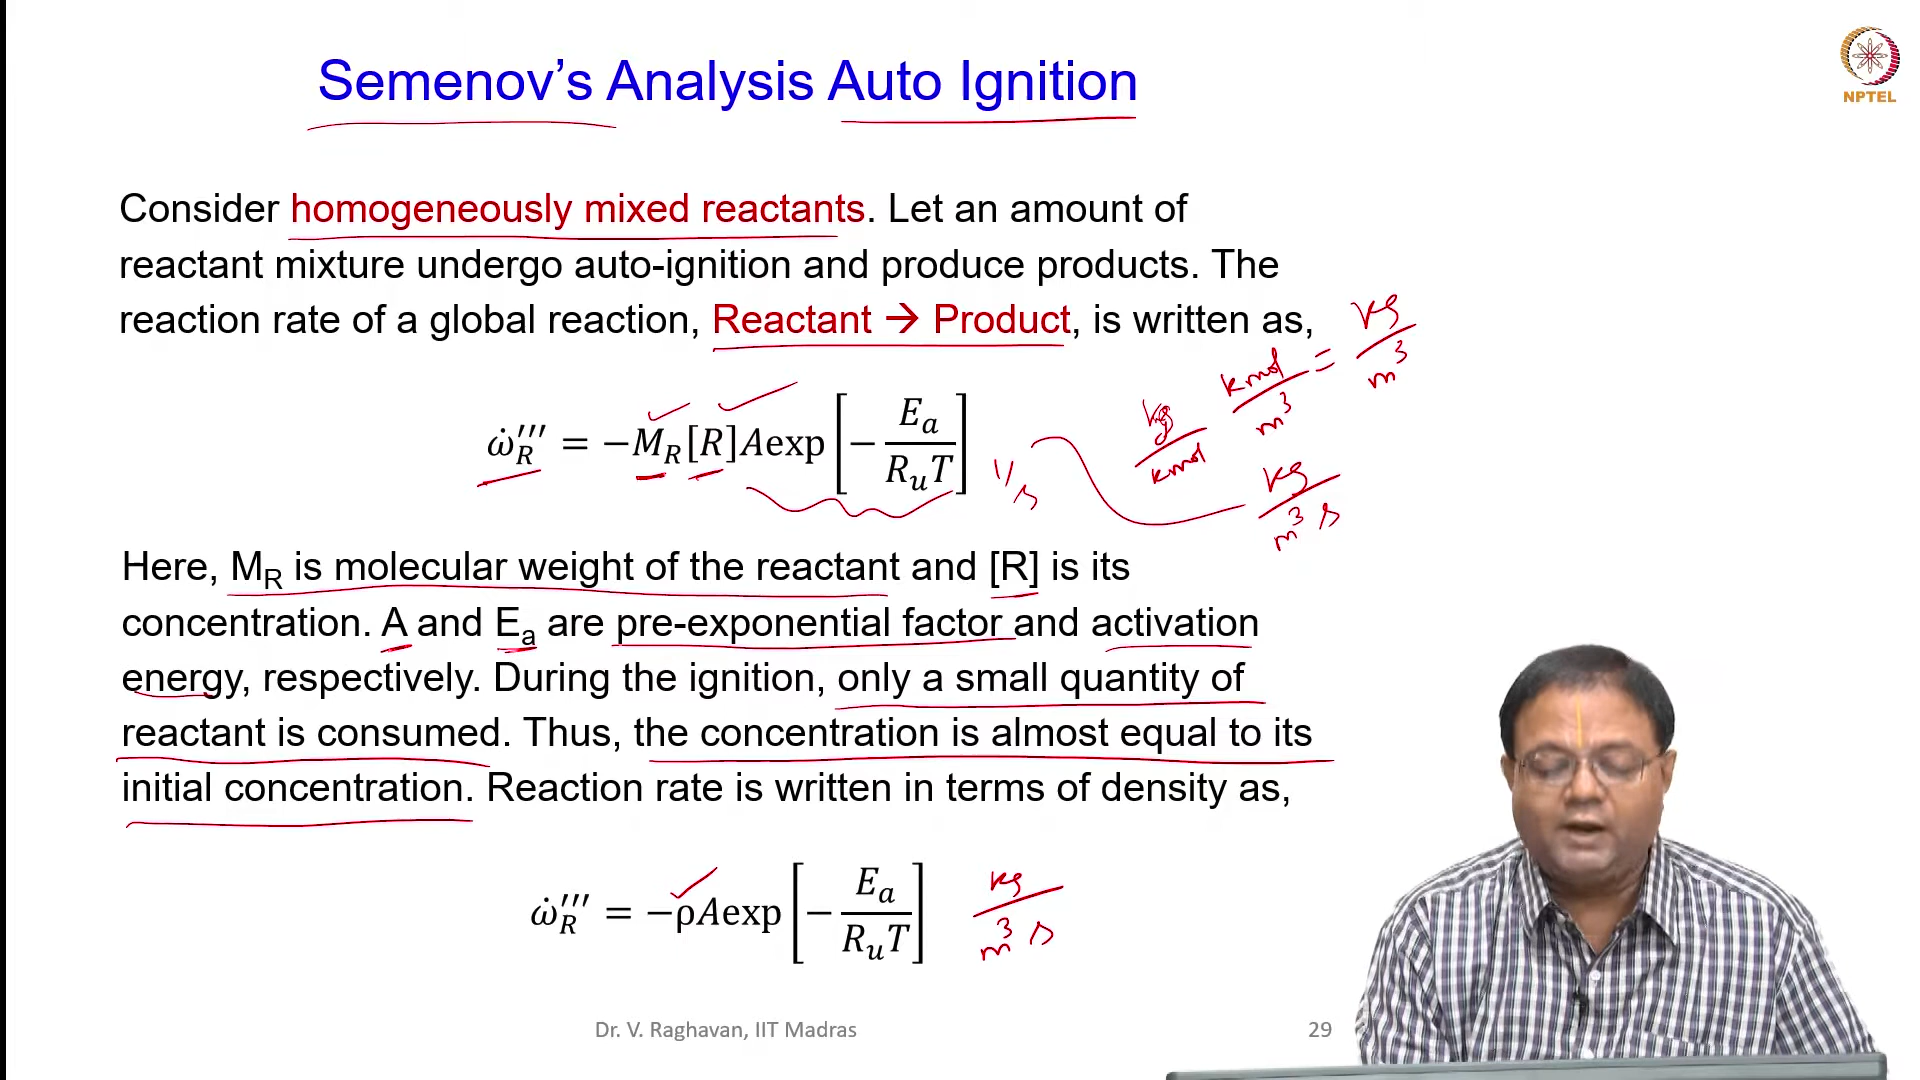 Semenov’s Analysis Auto Ignition
NPTEL
Consider homogeneously mixed reactants. Let an amount of
reactant mixture undergo auto-ignition and produce products. The
reaction rate of a global reaction, Reactant → Product, is written as,
kg/kmol kmol/m³ = kg/m³
ω̇_R''' = −M_R[R]Aexp[−E_a/(R_uT)] 1/s kg/m³ s
Here, M_R is molecular weight of the reactant and [R] is its
concentration. A and E_a are pre-exponential factor and activation
energy, respectively. During the ignition, only a small quantity of
reactant is consumed. Thus, the concentration is almost equal to its
initial concentration. Reaction rate is written in terms of density as,
ω̇_R''' = −ρAexp[−E_a/(R_uT)] kg/m³ s
Dr. V. Raghavan, IIT Madras
29